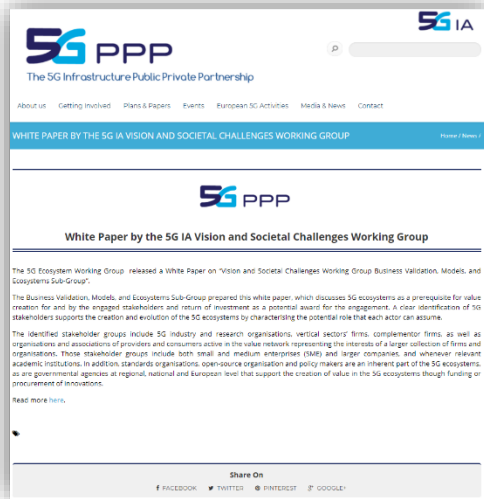 5G IA
5G PPP
The 5G Infrastructure Public Private Partnership
About us Getting Involved Plans & Papers Events European 5G Activities Media & News Contact
WHITE PAPER BY THE 5G IA VISION AND SOCIETAL CHALLENGES WORKING GROUP Home / News /
5G PPP
White Paper by the 5G IA Vision and Societal Challenges Working Group
The 5G Ecosystem Working Group released a White Paper on "Vision and Societal Challenges Working Group Business Validation, Models, and
Ecosystems Sub-Group".
The Business Validation, Models, and Ecosystems Sub-Group prepared this white paper, which discusses 5G ecosystems as a prerequisite for value
creation for and by the engaged stakeholders and return of investment as a potential award for the engagement. A clear identification of 5G
stakeholders supports the creation and evolution of the 5G ecosystems by characterising the potential role that each actor can assume.
The identified stakeholder groups include 5G industry and research organisations, vertical sectors' firms, complementor firms, as well as
organisations and associations of providers and consumers active in the value network representing the interests of a larger collection of firms and
organisations. Those stakeholder groups include both small and medium enterprises (SME) and larger companies, and whenever relevant
academic institutions. In addition, standards organisations, open-source organisation and policy makers are an inherent part of the 5G ecosystems,
as are governmental agencies at regional, national and European level that support the creation of value in the 5G ecosystems though funding or
procurement of innovations.
Read more here.
Share On
FACEBOOK TWITTER PINTEREST GOOGLE+